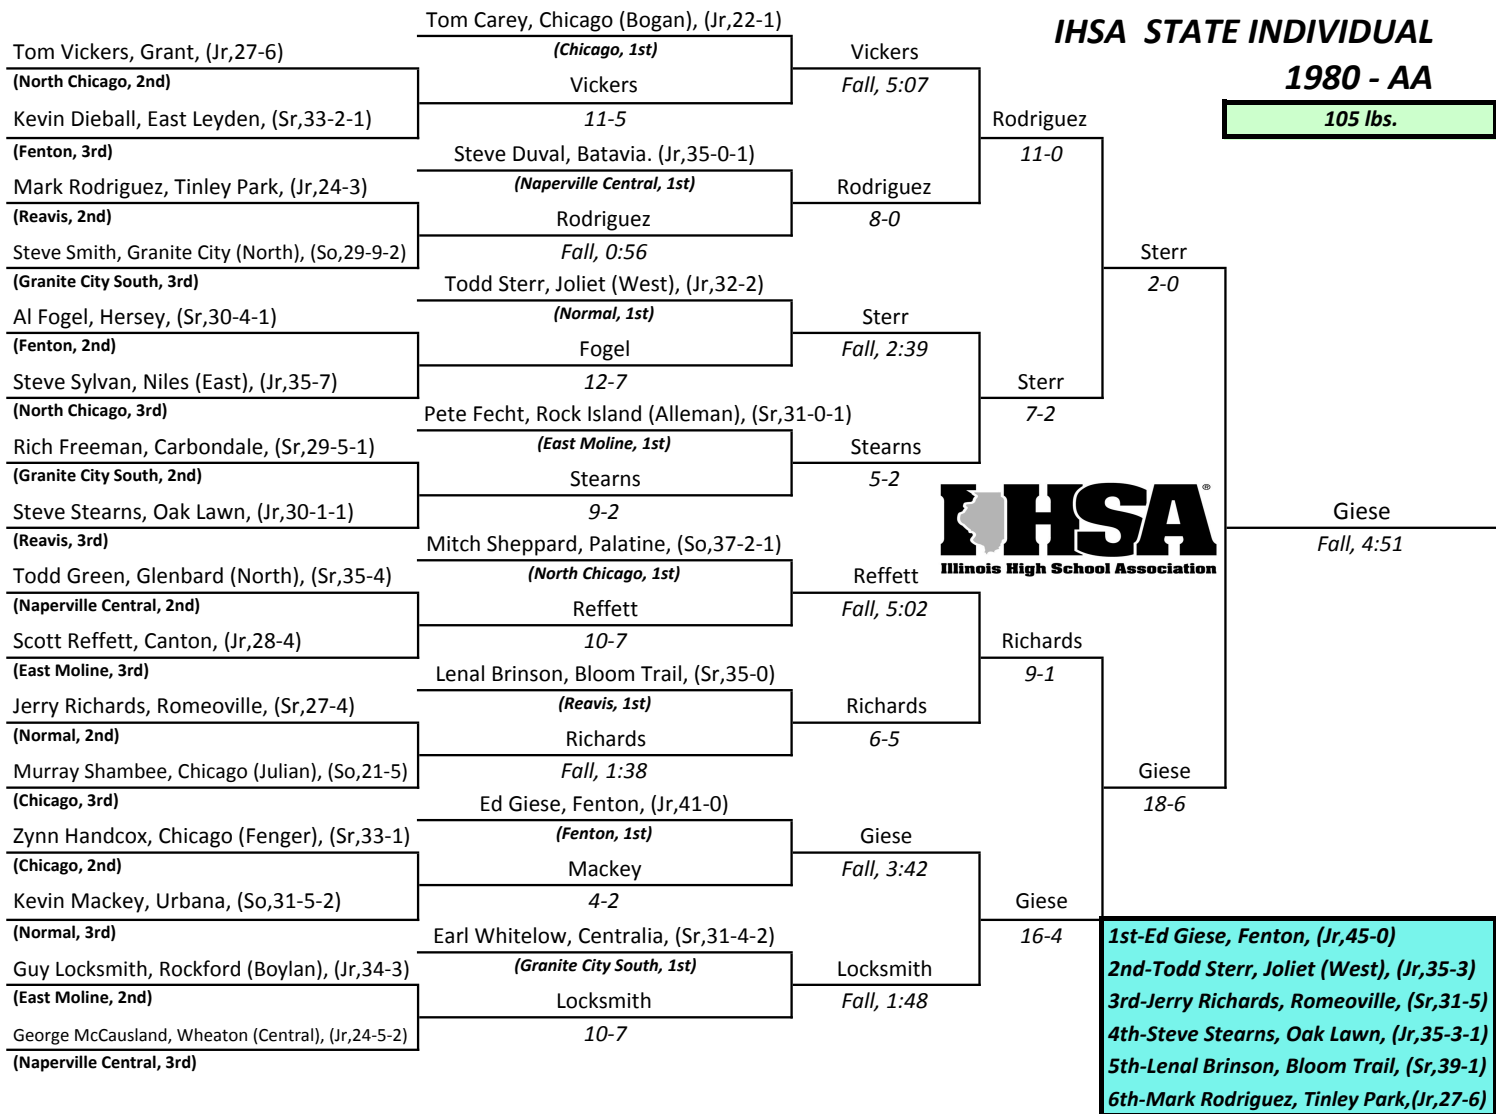 Tom Carey, Chicago (Bogan), (Jr,22-1)
IHSA STATE INDIVIDUAL
Tom Vickers, Grant, (Jr,27-6)
(Chicago, 1st)
Vickers
(North Chicago, 2nd)
Vickers
Fall, 5:07
1980 - AA
Kevin Dieball, East Leyden, (Sr,33-2-1)
11-5
Rodriguez
105 lbs.
(Fenton, 3rd)
Steve Duval, Batavia. (Jr,35-0-1)
11-0
Mark Rodriguez, Tinley Park, (Jr,24-3)
(Naperville Central, 1st)
Rodriguez
(Reavis, 2nd)
Rodriguez
8-0
Steve Smith, Granite City (North), (So,29-9-2)
Fall, 0:56
Sterr
(Granite City South, 3rd)
Todd Sterr, Joliet (West), (Jr,32-2)
2-0
Al Fogel, Hersey, (Sr,30-4-1)
(Normal, 1st)
Sterr
(Fenton, 2nd)
Fogel
Fall, 2:39
Steve Sylvan, Niles (East), (Jr,35-7)
12-7
Sterr
(North Chicago, 3rd)
Pete Fecht, Rock Island (Alleman), (Sr,31-0-1)
7-2
Rich Freeman, Carbondale, (Sr,29-5-1)
(East Moline, 1st)
Stearns
(Granite City South, 2nd)
Stearns
5-2
Steve Stearns, Oak Lawn, (Jr,30-1-1)
9-2
IHSA®
Giese
(Reavis, 3rd)
Mitch Sheppard, Palatine, (So,37-2-1)
Fall, 4:51
Todd Green, Glenbard (North), (Sr,35-4)
(North Chicago, 1st)
Reffett
Illinois High School Association
(Naperville Central, 2nd)
Reffett
Fall, 5:02
Scott Reffett, Canton, (Jr,28-4)
10-7
Richards
(East Moline, 3rd)
Lenal Brinson, Bloom Trail, (Sr,35-0)
9-1
Jerry Richards, Romeoville, (Sr,27-4)
(Reavis, 1st)
Richards
(Normal, 2nd)
Richards
6-5
Murray Shambee, Chicago (Julian), (So,21-5)
Fall, 1:38
Giese
(Chicago, 3rd)
Ed Giese, Fenton, (Jr,41-0)
18-6
Zynn Handcox, Chicago (Fenger), (Sr,33-1)
(Fenton, 1st)
Giese
(Chicago, 2nd)
Mackey
Fall, 3:42
Kevin Mackey, Urbana, (So,31-5-2)
4-2
Giese
(Normal, 3rd)
Earl Whitelow, Centralia, (Sr,31-4-2)
16-4
1st-Ed Giese, Fenton, (Jr,45-0)
Guy Locksmith, Rockford (Boylan), (Jr,34-3)
(Granite City South, 1st)
Locksmith
2nd-Todd Sterr, Joliet (West), (Jr,35-3)
(East Moline, 2nd)
Locksmith
Fall, 1:48
3rd-Jerry Richards, Romeoville, (Sr,31-5)
George McCausland, Wheaton (Central), (Jr,24-5-2)
10-7
4th-Steve Stearns, Oak Lawn, (Jr,35-3-1)
(Naperville Central, 3rd)
5th-Lenal Brinson, Bloom Trail, (Sr,39-1)
6th-Mark Rodriguez, Tinley Park,(Jr,27-6)